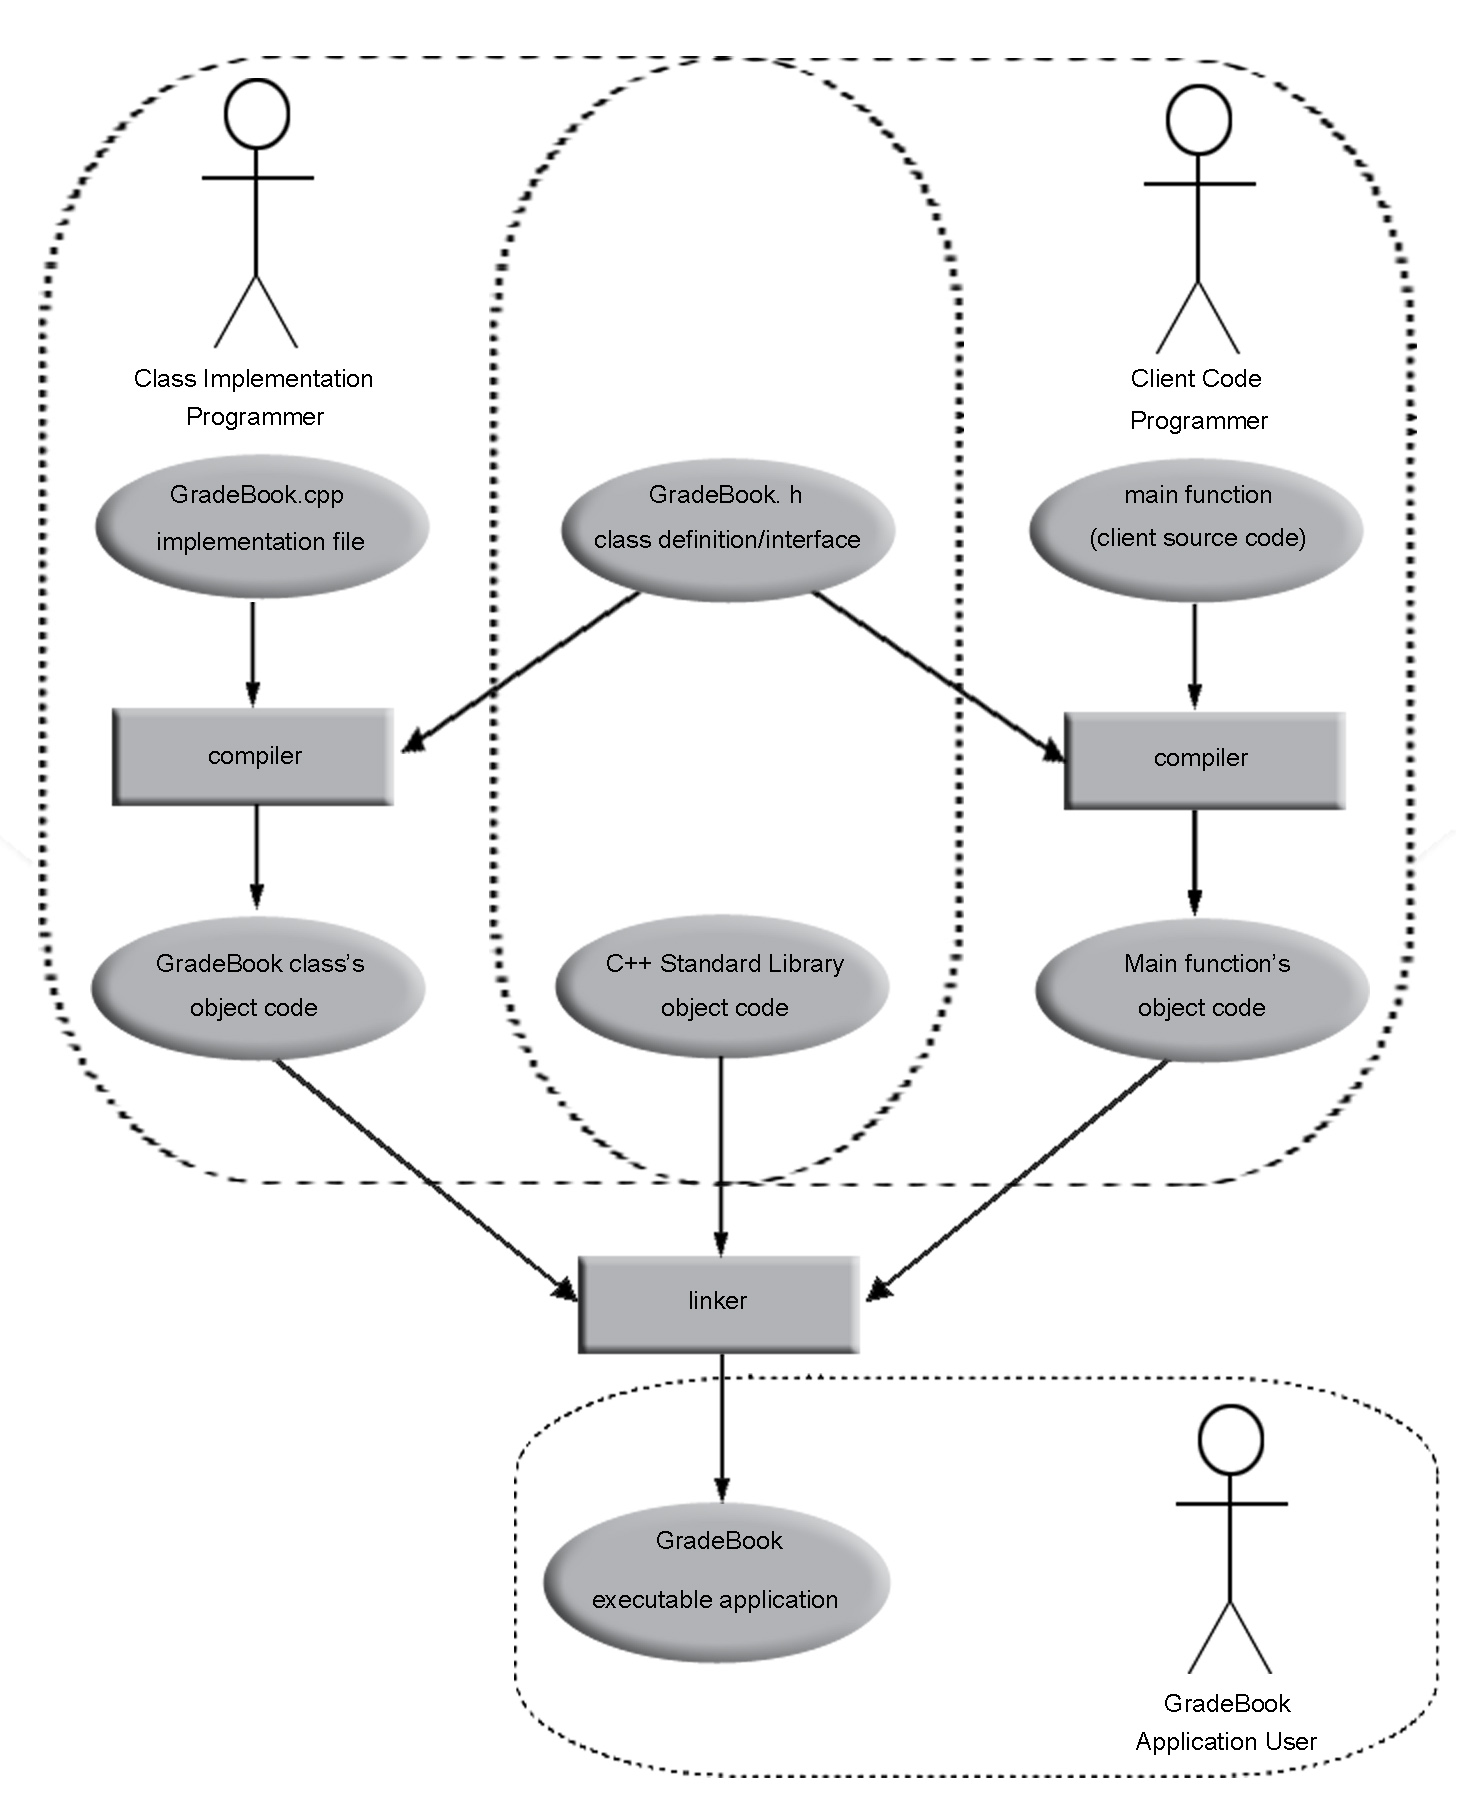 Class Implementation
Programmer
Client Code
Programmer
GradeBook.cpp
implementation file
GradeBook. h
class definition/interface
main function
(client source code)
compiler
compiler
GradeBook class’s
object code
C++ Standard Library
object code
Main function’s
object code
linker
GradeBook
executable application
GradeBook
Application User